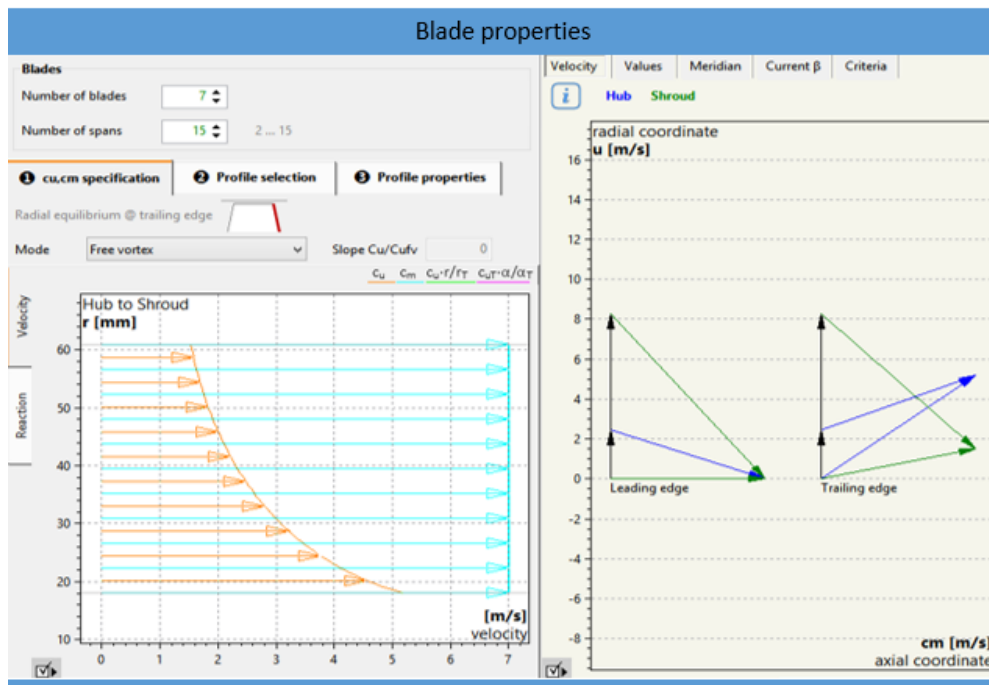 Blade properties
Blades
Number of blades 7
Number of spans 15 2 ... 15
1 cu,cm specification 2 Profile selection 3 Profile properties
Radial equilibrium @ trailing edge
Mode Free vortex Slope Cu/Cufv 0
cu cm cu·r/rT cuT·α/αT
Velocity
Reaction
Hub to Shroud
r [mm]
60
50
40
30
20
10
[m/s]
velocity
0 1 2 3 4 5 6 7
Velocity Values Meridian Current β Criteria
i Hub Shroud
radial coordinate
u [m/s]
16
14
12
10
8
6
4
2
0
Leading edge Trailing edge
-2
-4
-6
-8
cm [m/s]
axial coordinate